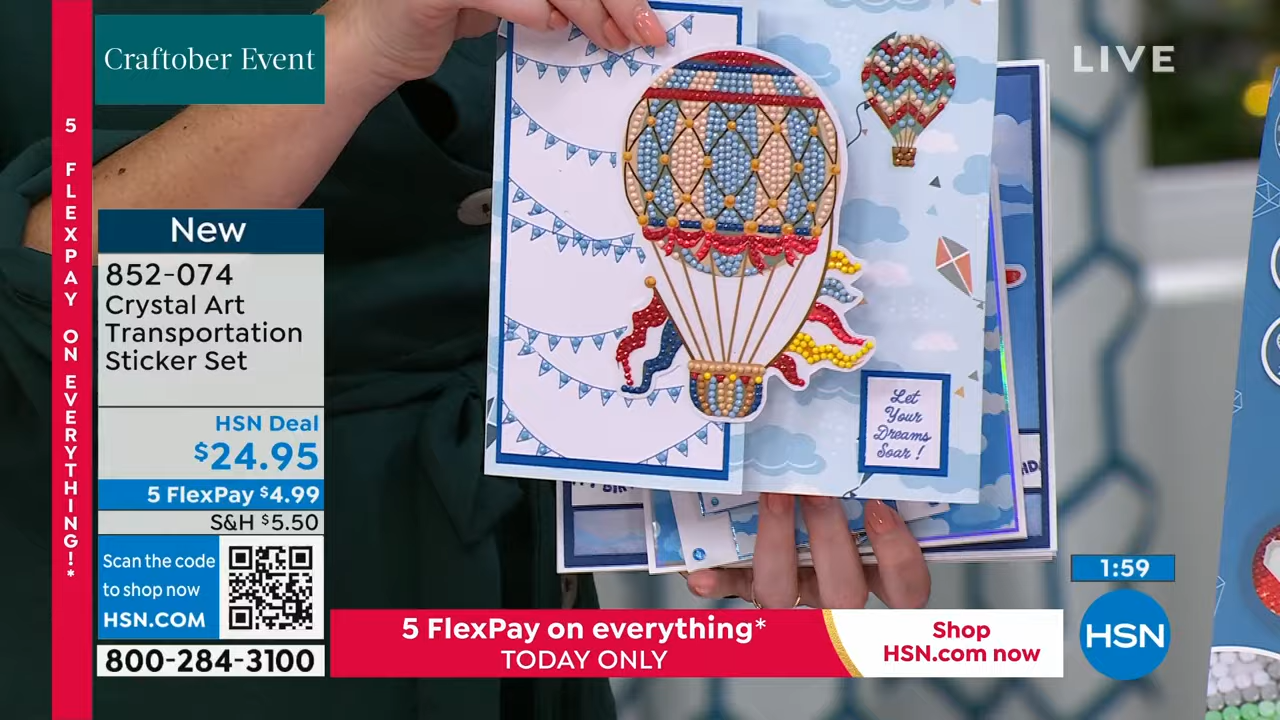 Craftober Event
LIVE
5 FLEXPAY ON EVERYTHING!*
New
852-074
Crystal Art
Transportation
Sticker Set
HSN Deal
$24.95
5 FlexPay $4.99
S&H $5.50
Scan the code
to shop now
HSN.COM
800-284-3100
Let
Your
Dreams
Soar!
1:59
HSN
5 FlexPay on everything*
TODAY ONLY
Shop
HSN.com now